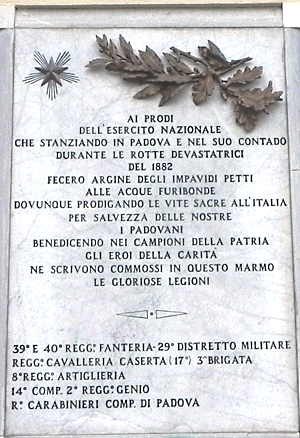 AI PRODI
DELL'ESERCITO NAZIONALE
CHE STANZIANDO IN PADOVA E NEL SUO CONTADO
DURANTE LE ROTTE DEVASTATRICI
DEL 1882
FECERO ARGINE DEGLI IMPAVIDI PETTI
ALLE ACQUE FURIBONDE
DOVUNQUE PRODIGANDO LE VITE SACRE ALL'ITALIA
PER SALVEZZA DELLE NOSTRE
I PADOVANI
BENEDICENDO NEI CAMPIONI DELLA PATRIA
GLI EROI DELLA CARITÀ
NE SCRIVONO COMMOSSI IN QUESTO MARMO
LE GLORIOSE LEGIONI
39° E 40° REGG.° FANTERIA-29° DISTRETTO MILITARE
REGG.° CAVALLERIA CASERTA (17°) 3ª BRIGATA
8° REGG.° ARTIGLIERIA
14ª COMP. 2° REGG.° GENIO
R.ⁱ CARABINIERI COMP. DI PADOVA